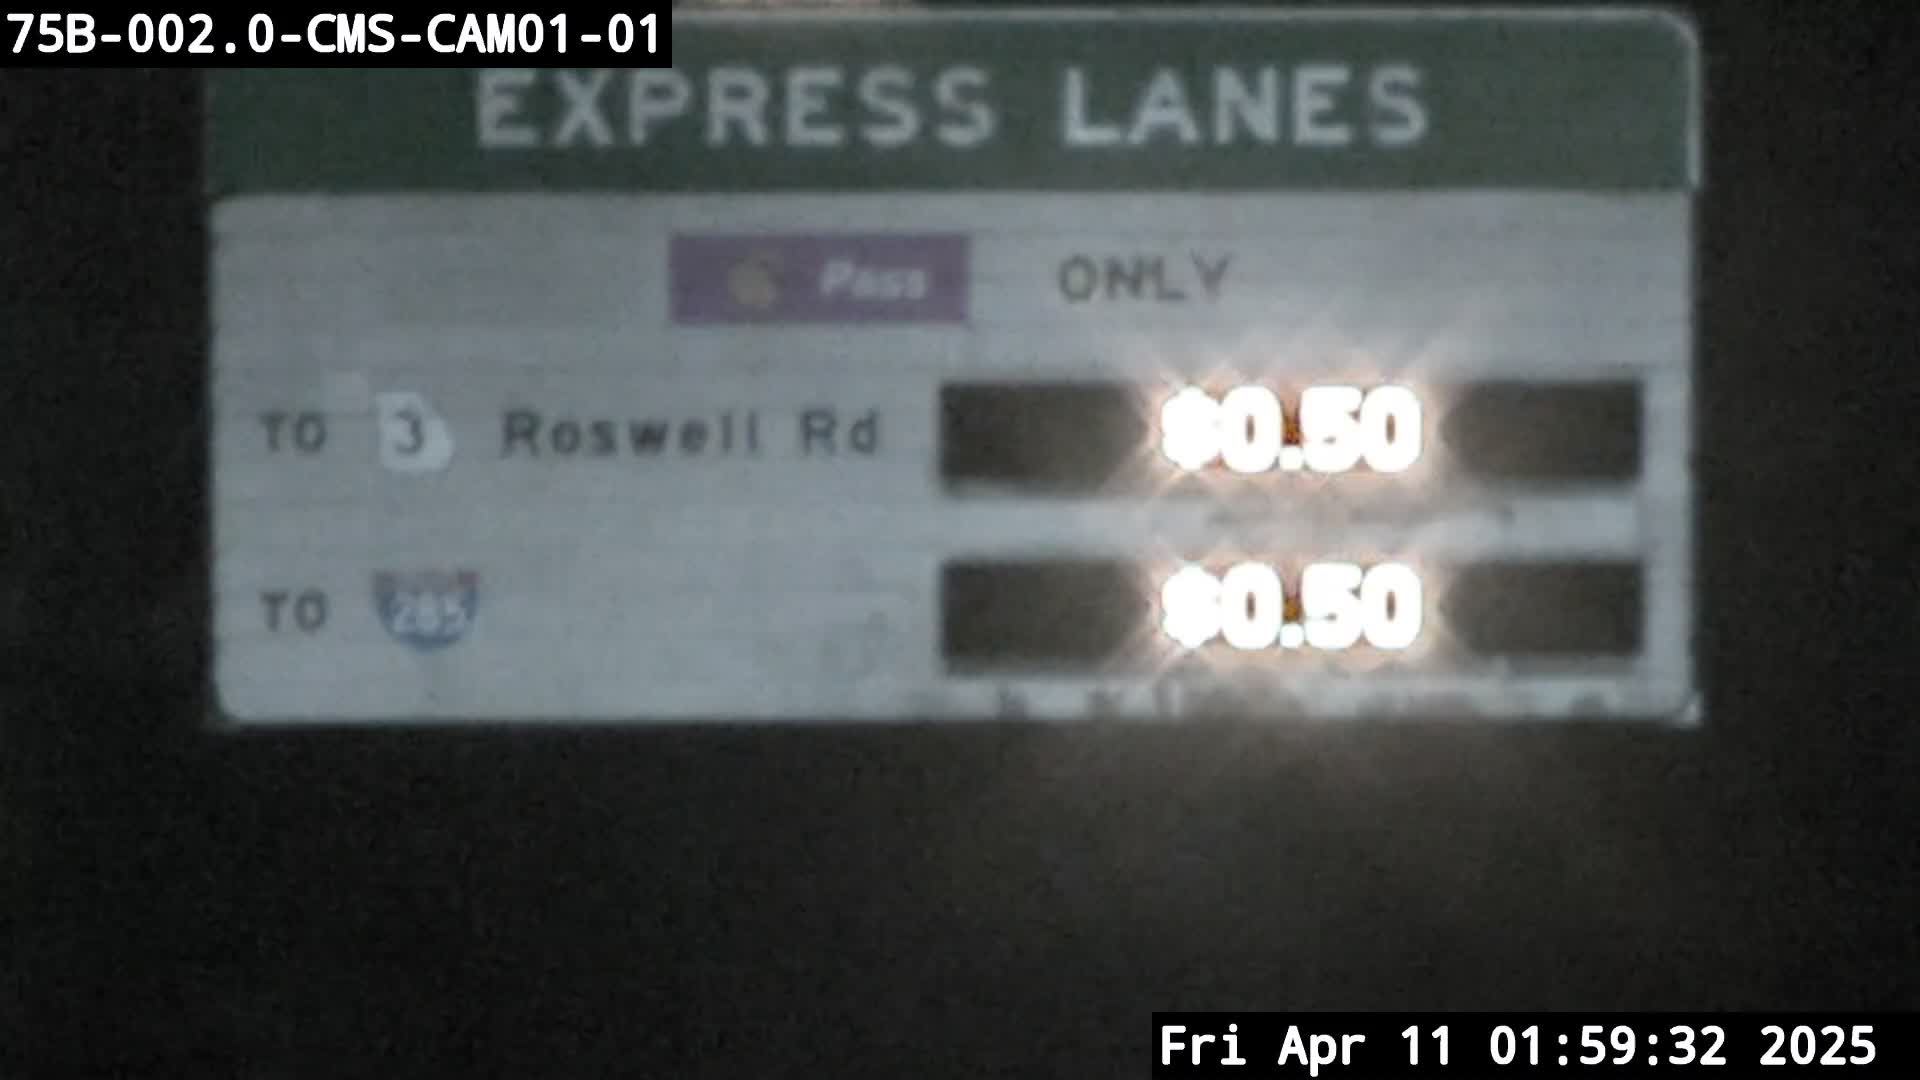 75B-002.0-CMS-CAM01-01
EXPRESS LANES
Pass ONLY
TO 3 Roswell Rd $0.50
TO 285 $0.50
Fri Apr 11 01:59:32 2025